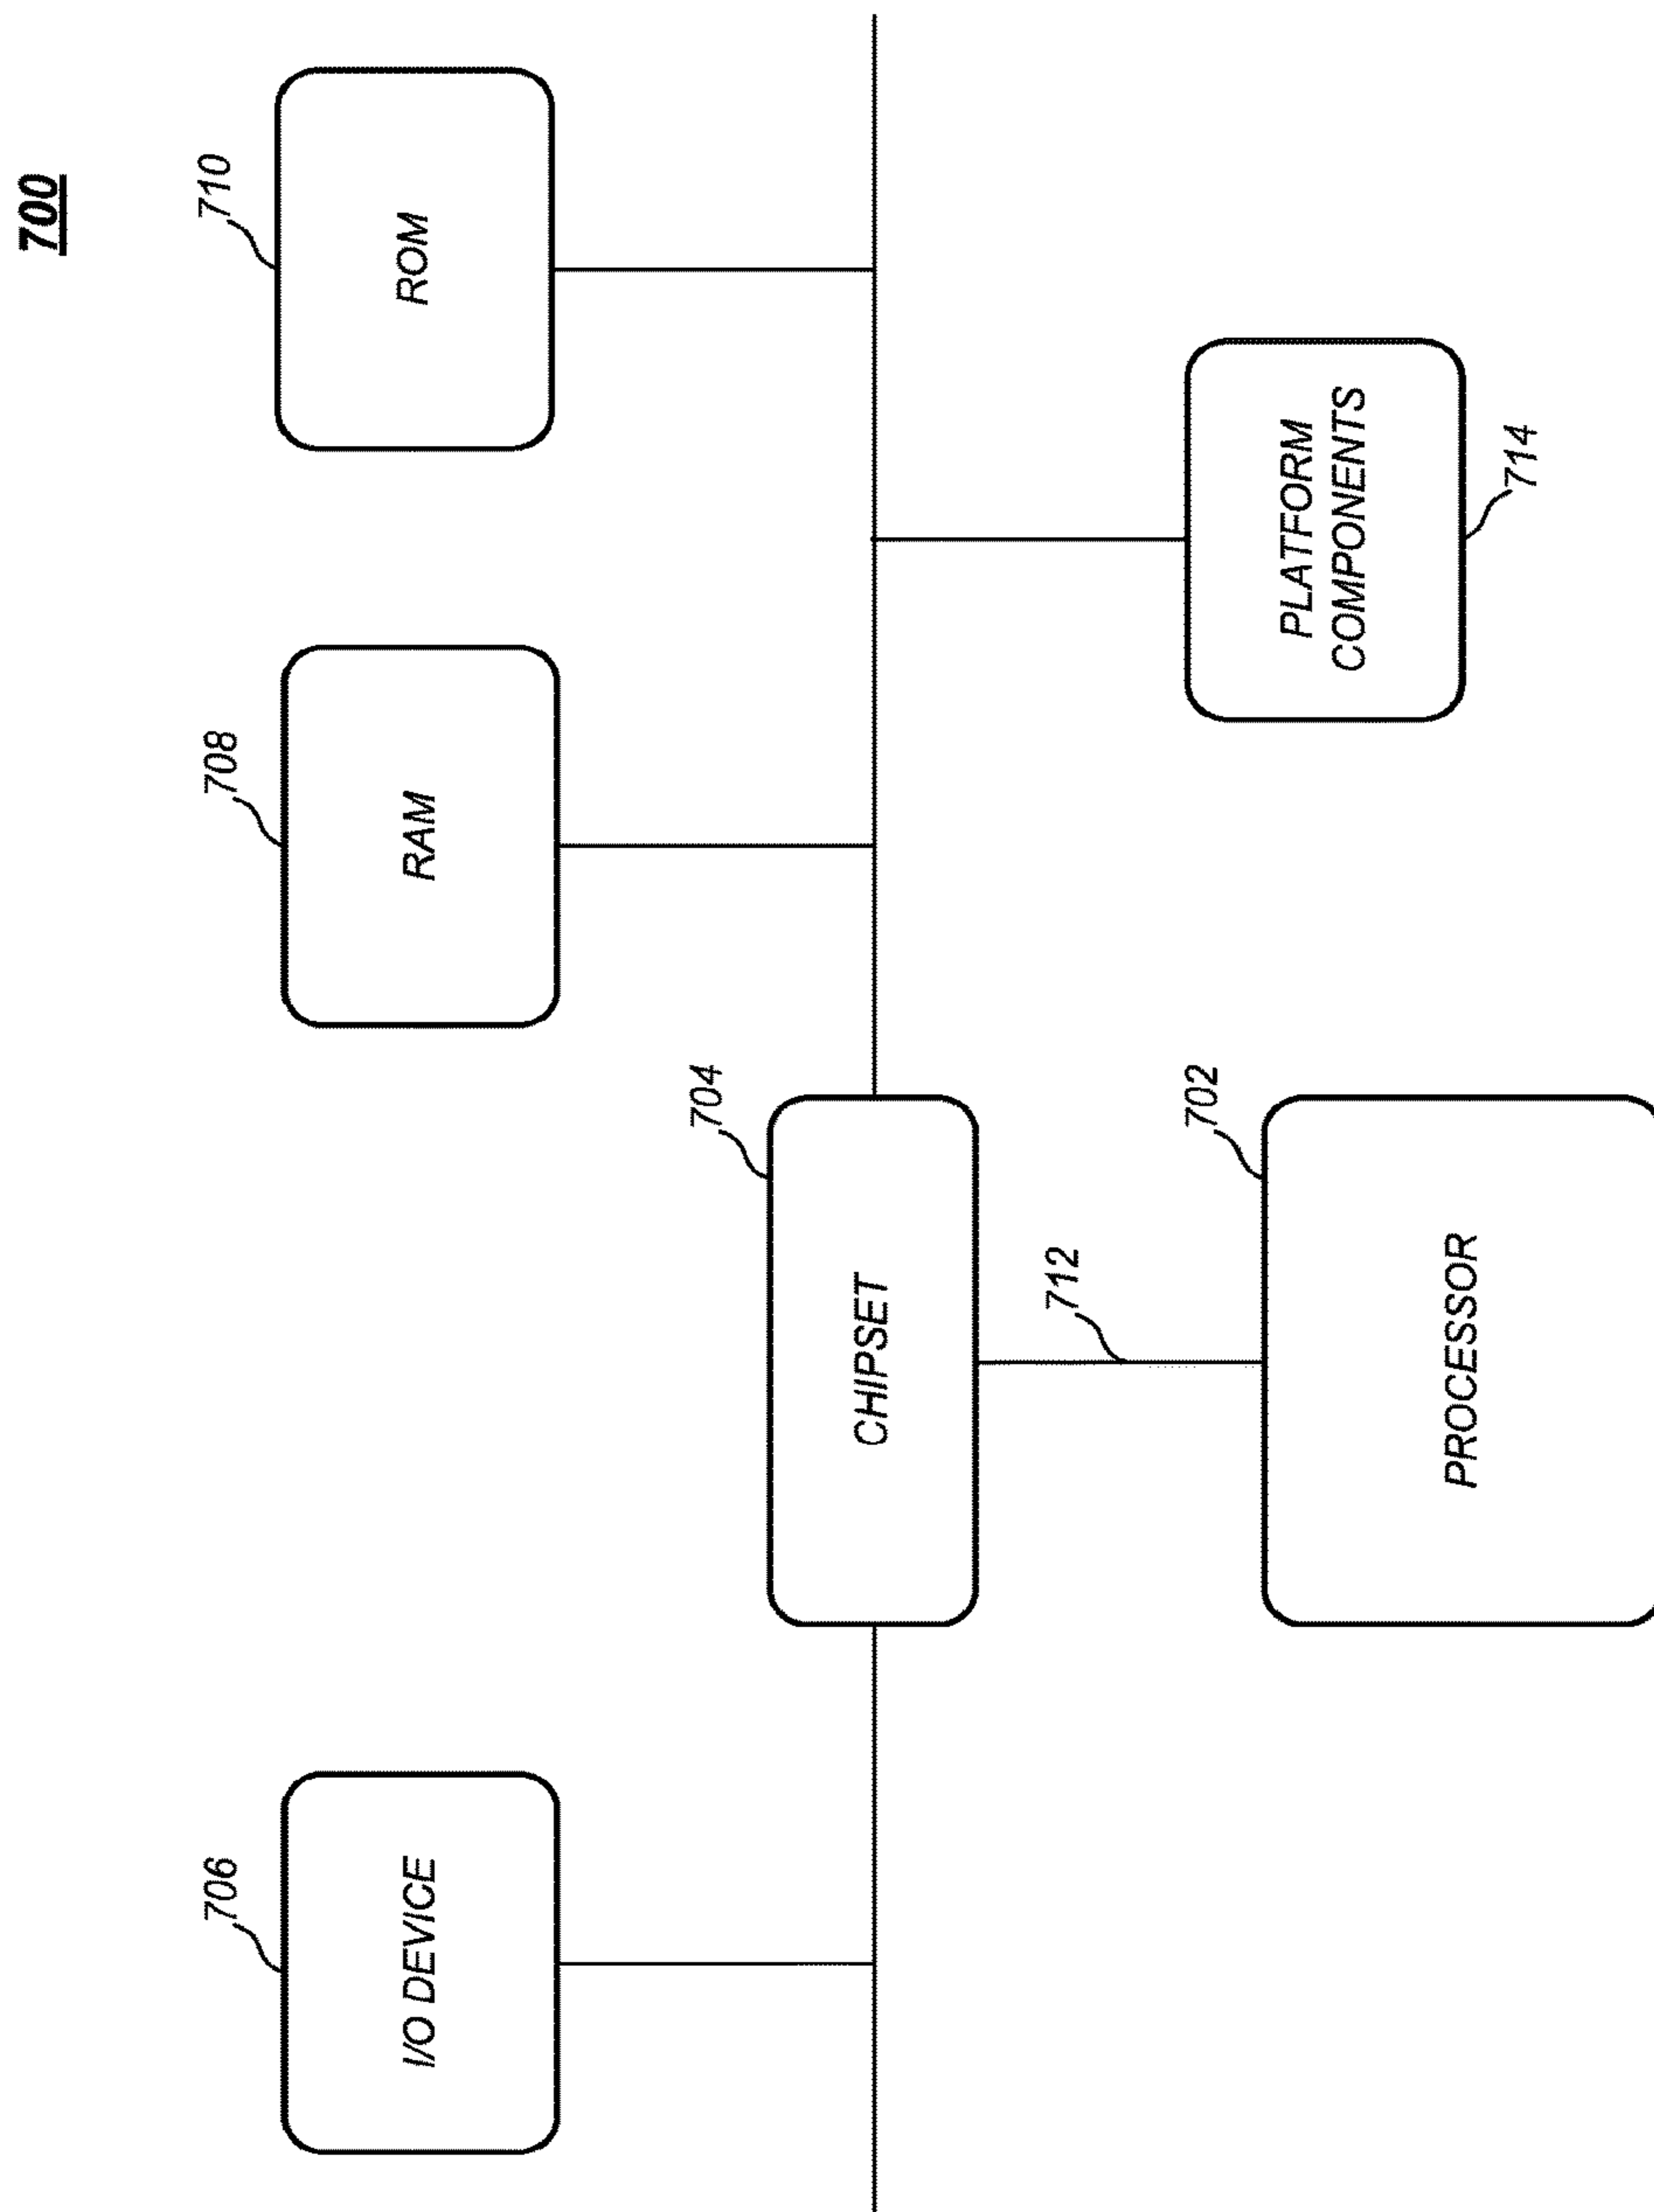 700
706
708
710
I/O DEVICE
RAM
ROM
704
CHIPSET
712
702
PLATFORM
COMPONENTS
PROCESSOR
714